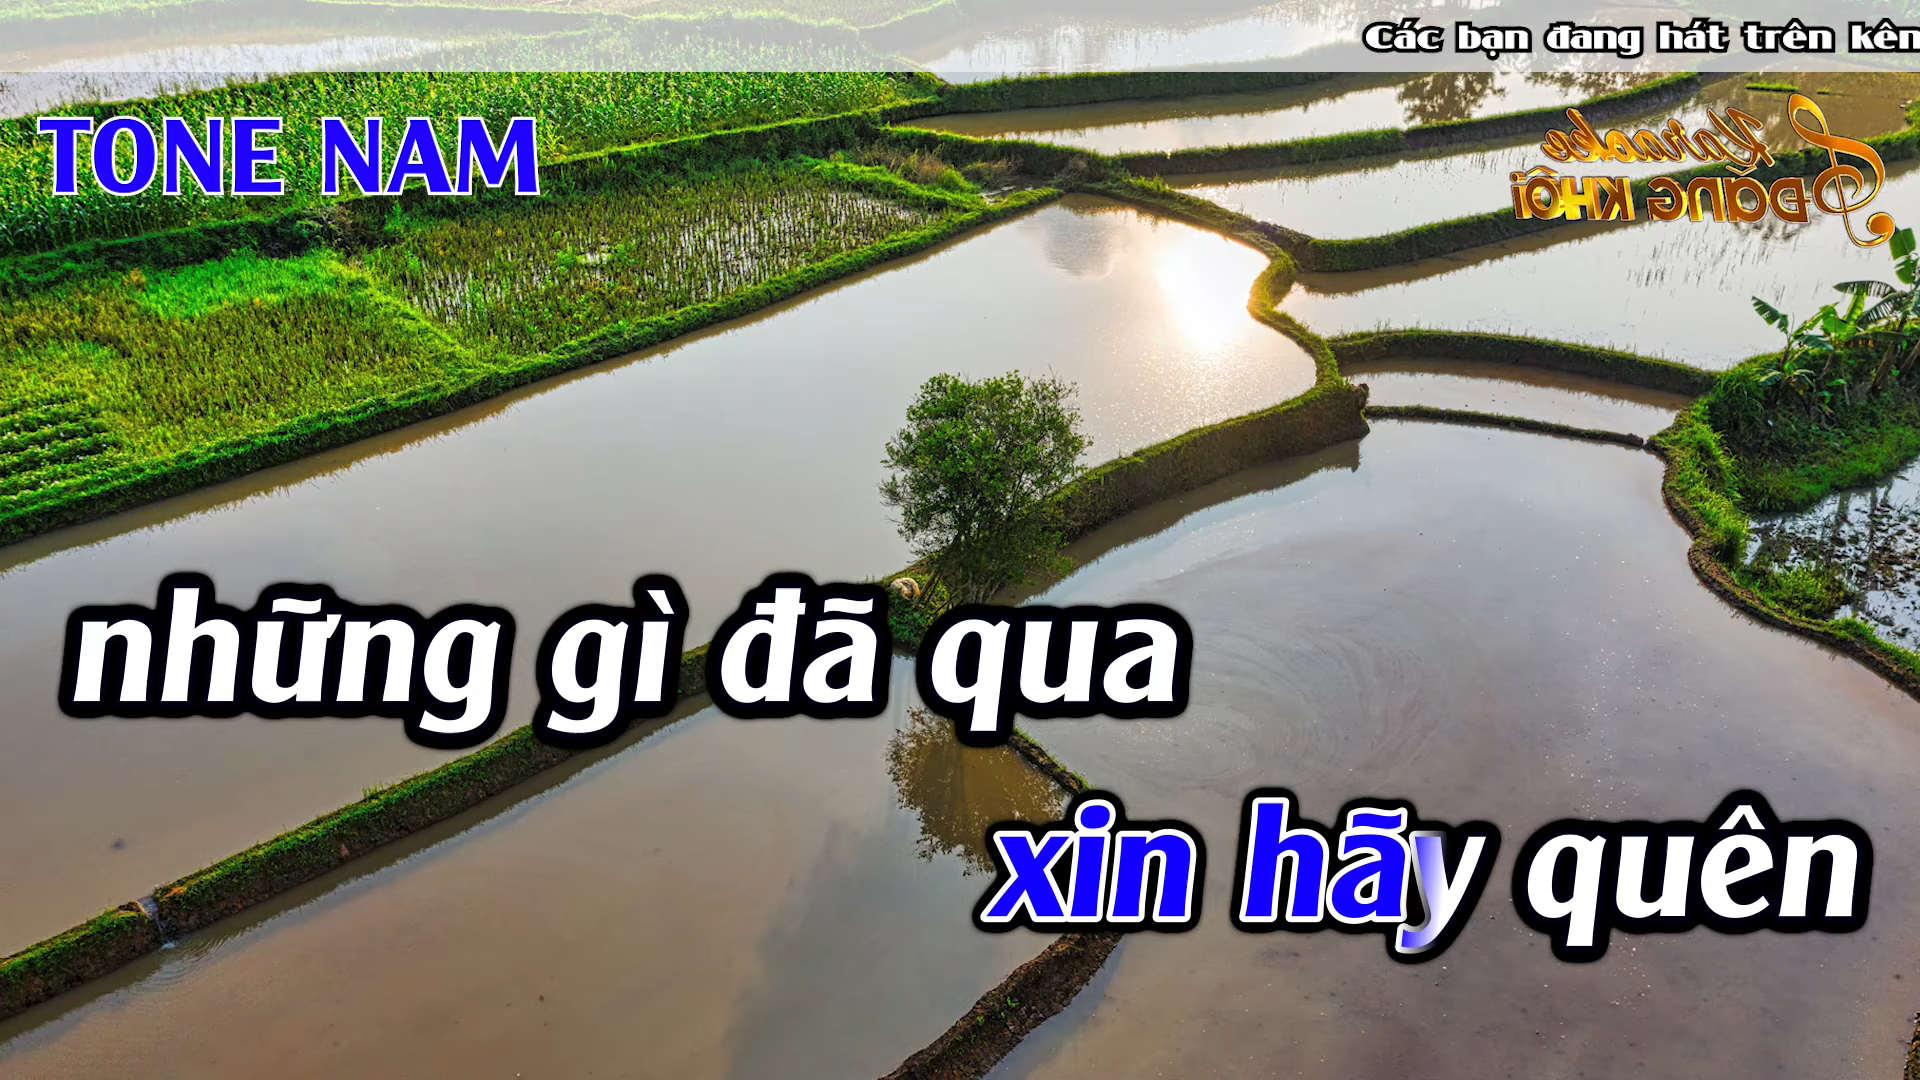 Các bạn đang hát trên kên
TONE NAM
Karaoke
ĐĂNG KHÔI
những gì đã qua
xin hãy quên